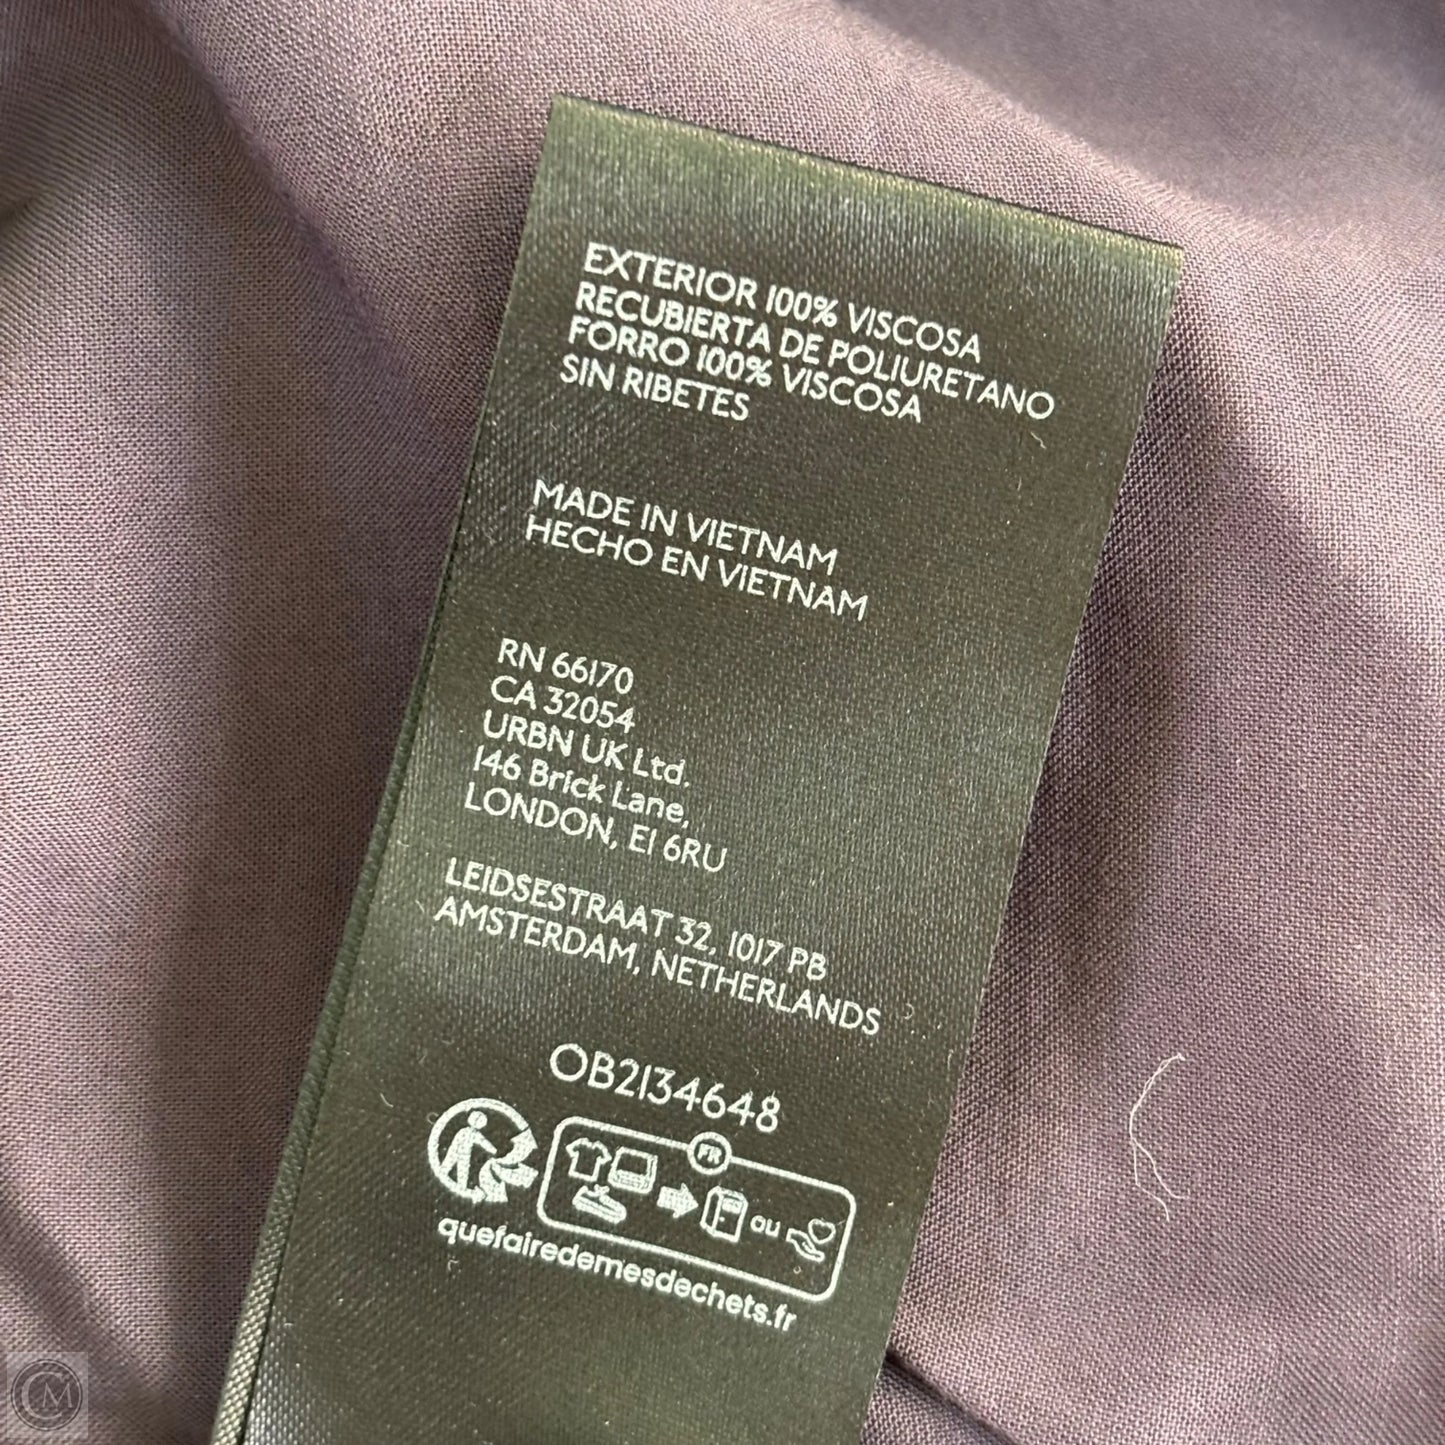 EXTERIOR 100% VISCOSA
RECUBIERTA DE POLIURETANO
FORRO 100% VISCOSA
SIN RIBETES
MADE IN VIETNAM
HECHO EN VIETNAM
RN 66170
CA 32054
URBN UK Ltd.
146 Brick Lane,
LONDON, E1 6RU
LEIDSESTRAAT 32, 1017 PB
AMSTERDAM, NETHERLANDS
OB2134648
FR
ou
quefairedemesdechets.fr
CM